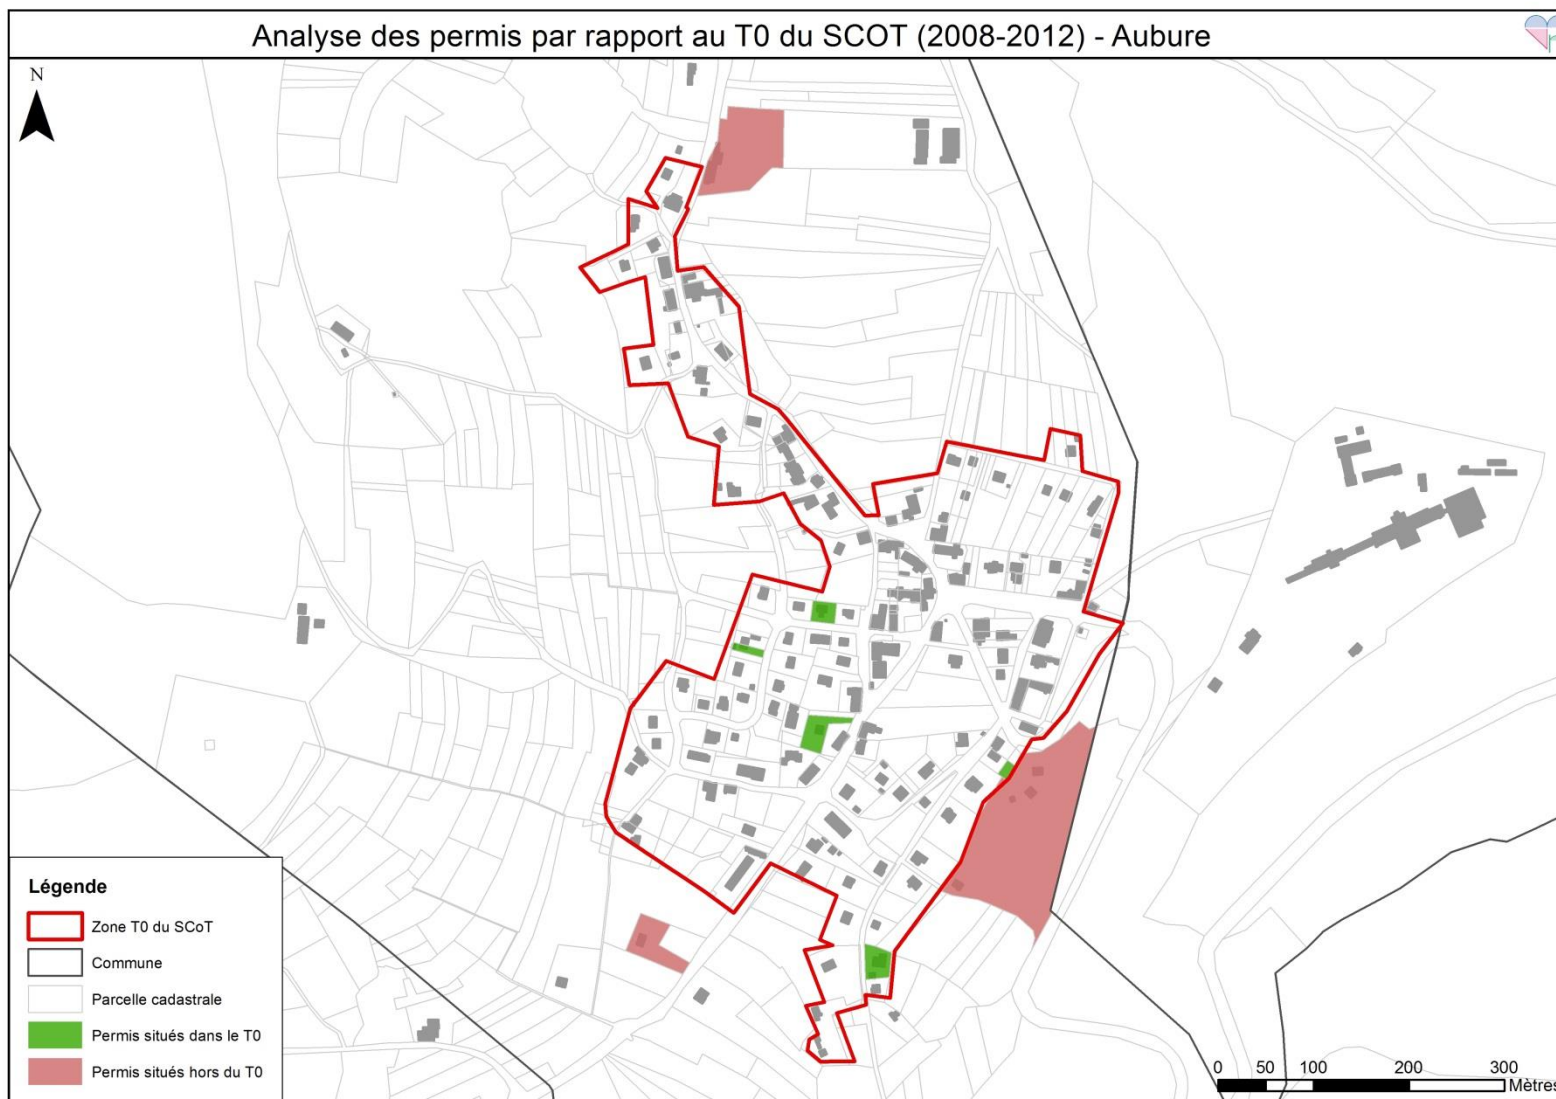 Analyse des permis par rapport au T0 du SCOT (2008-2012) - Aubure
N
Légende
Zone T0 du SCoT
Commune
Parcelle cadastrale
Permis situés dans le T0
Permis situés hors du T0
0 50 100 200 300
Mètres